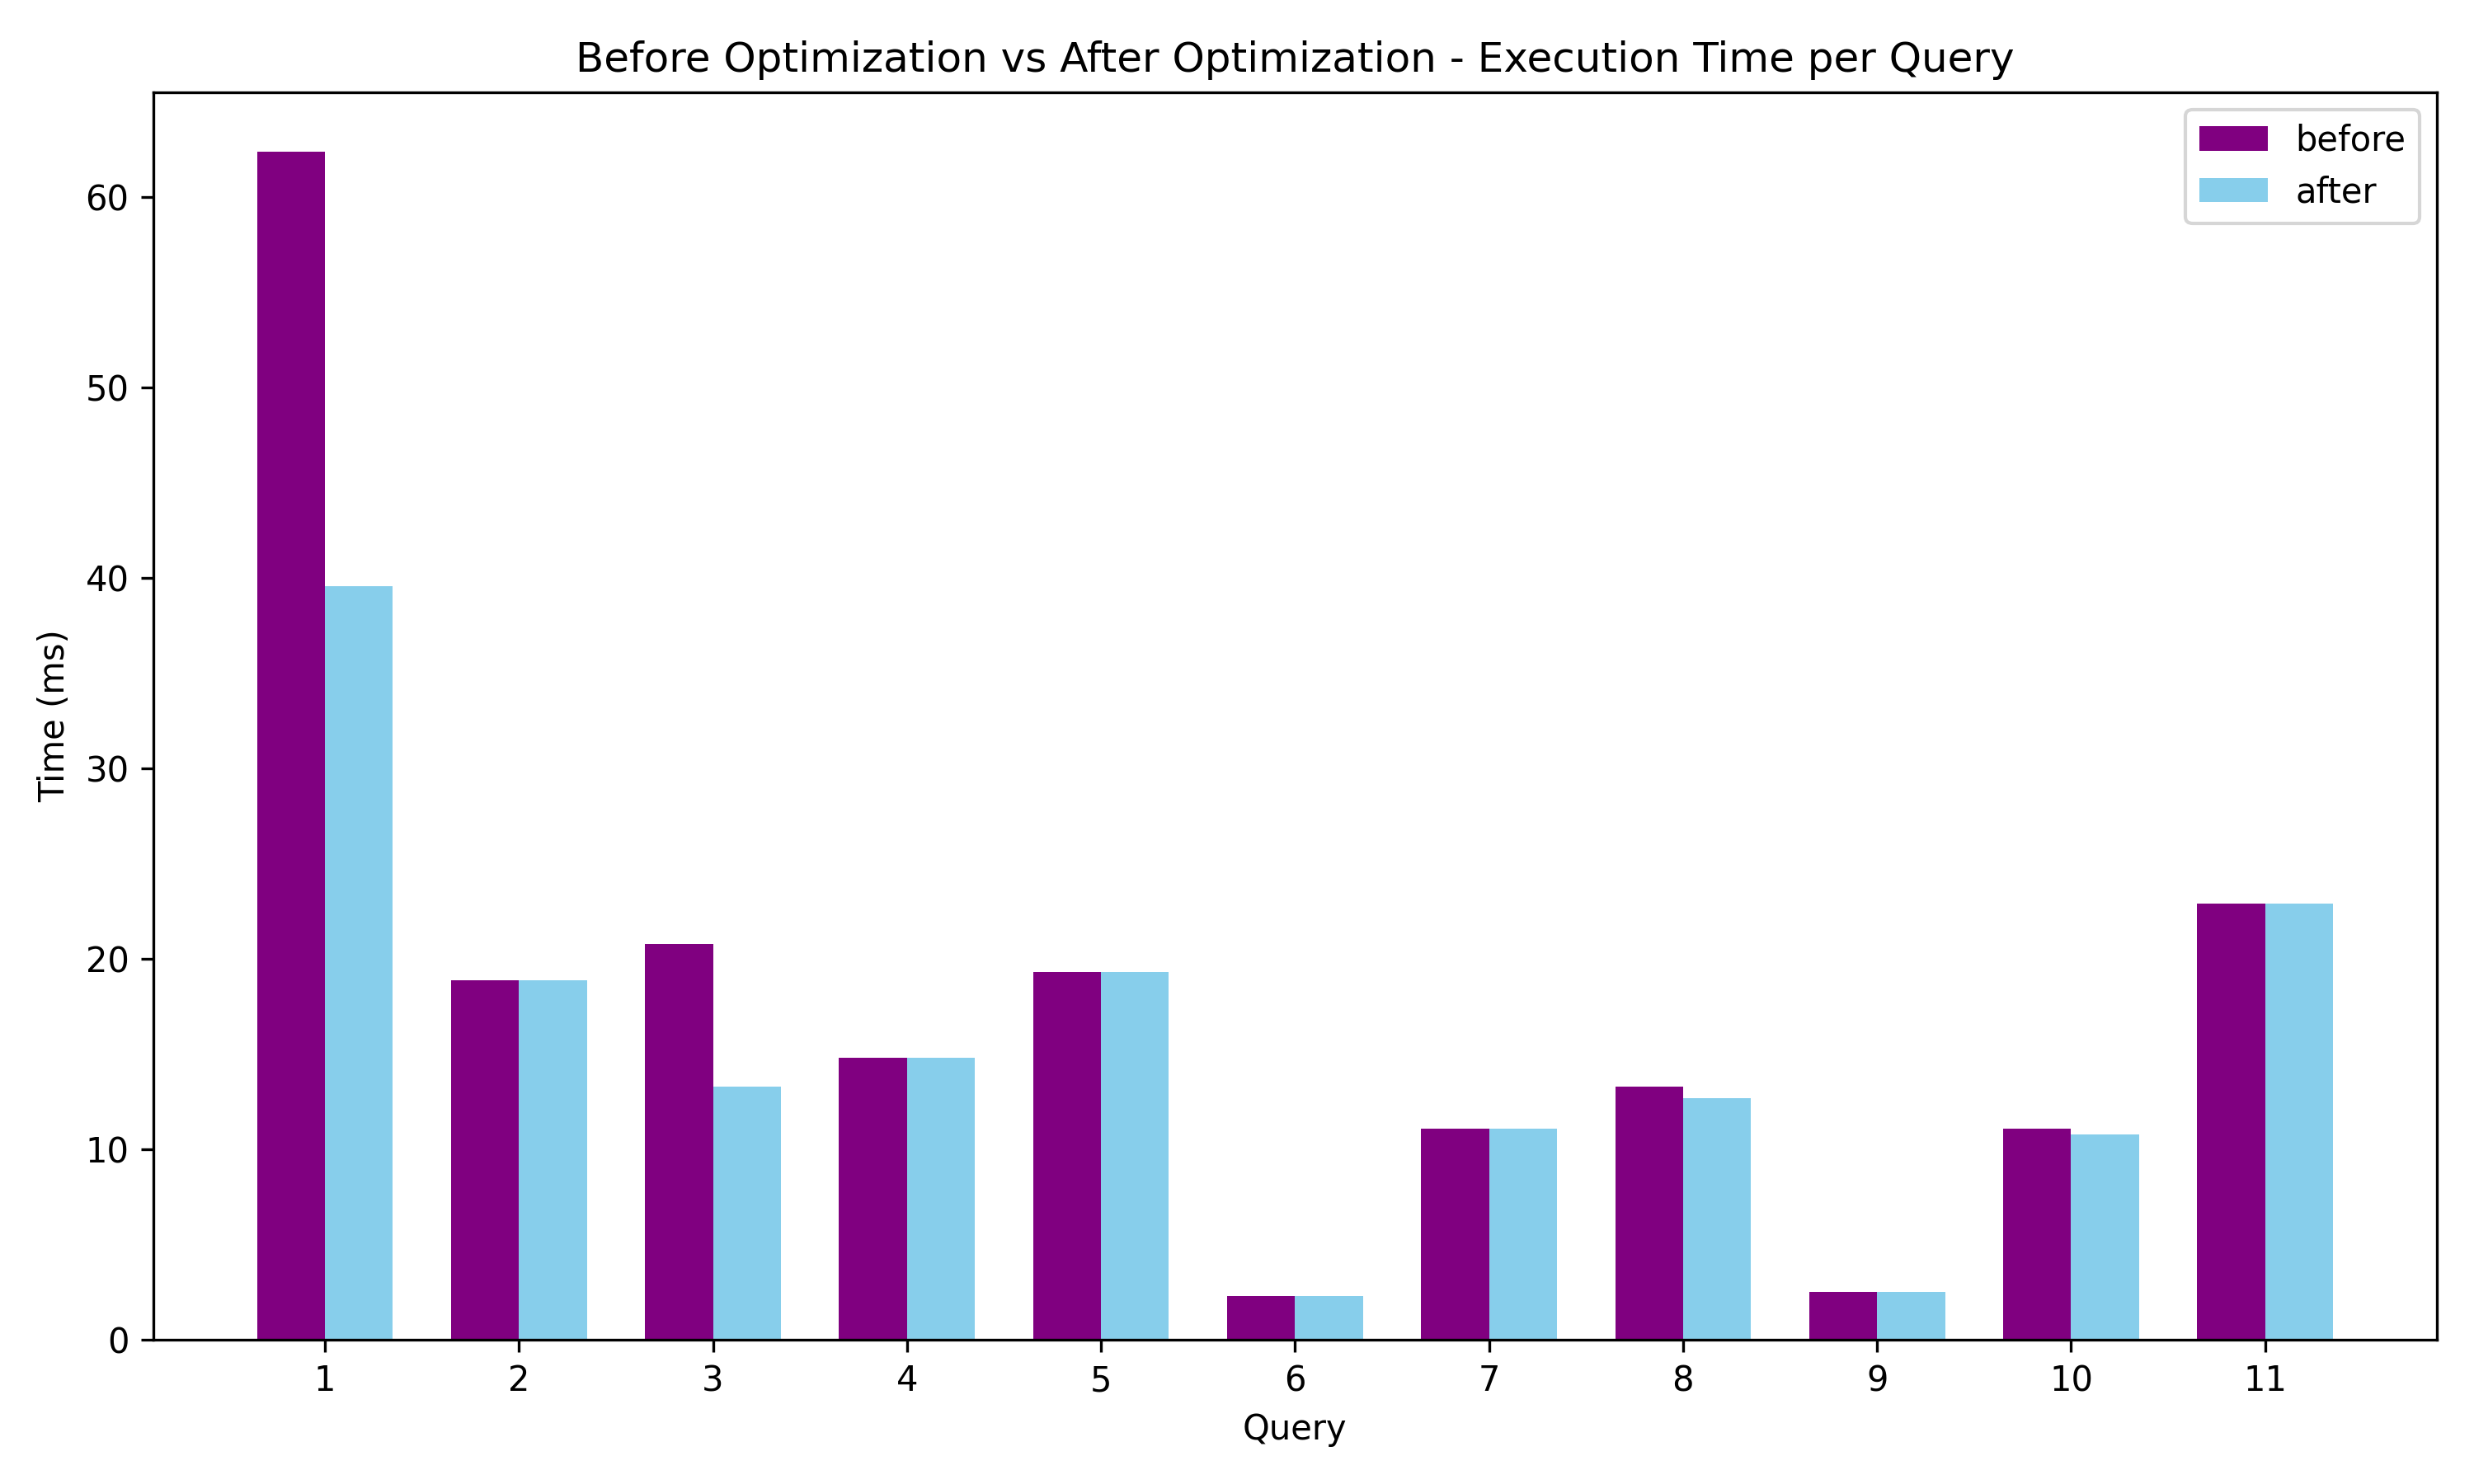 Before Optimization vs After Optimization - Execution Time per Query
before
after
60
50
40
30
20
10
0
Time (ms)
1 2 3 4 5 6 7 8 9 10 11
Query